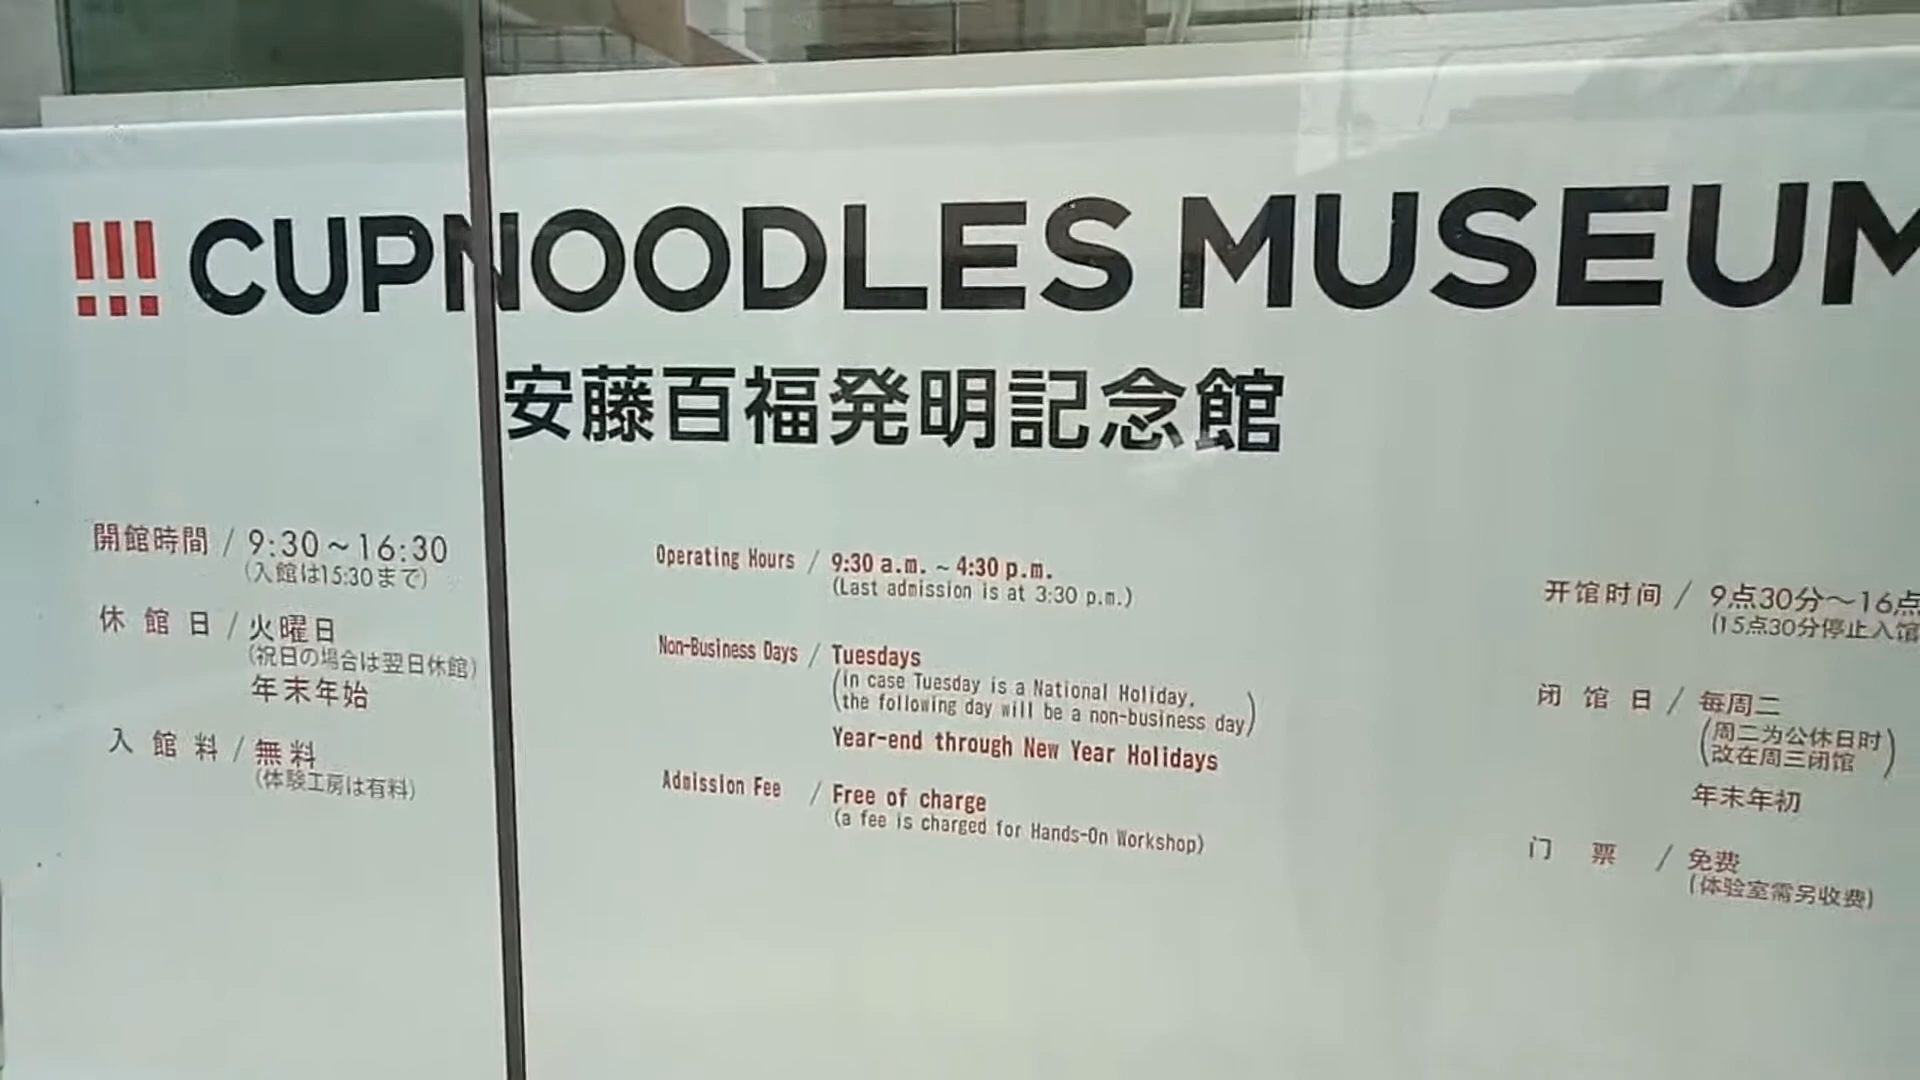 !!! CUPNOODLES MUSEUM
安藤百福発明記念館
開館時間 / 9:30~16:30
(入館は15:30まで)
休館日 / 火曜日
(祝日の場合は翌日休館)
年末年始
入館料 / 無料
(体験工房は有料)
Operating Hours / 9:30 a.m. ~ 4:30 p.m.
(Last admission is at 3:30 p.m.)
Non-Business Days / Tuesdays
(in case Tuesday is a National Holiday,
the following day will be a non-business day)
Year-end through New Year Holidays
Admission Fee / Free of charge
(a fee is charged for Hands-On Workshop)
开馆时间 / 9点30分～16点
(15点30分停止入馆
闭馆日 / 每周二
(周二为公休日时
改在周三闭馆)
年末年初
门票 / 免费
(体验室需另收费)